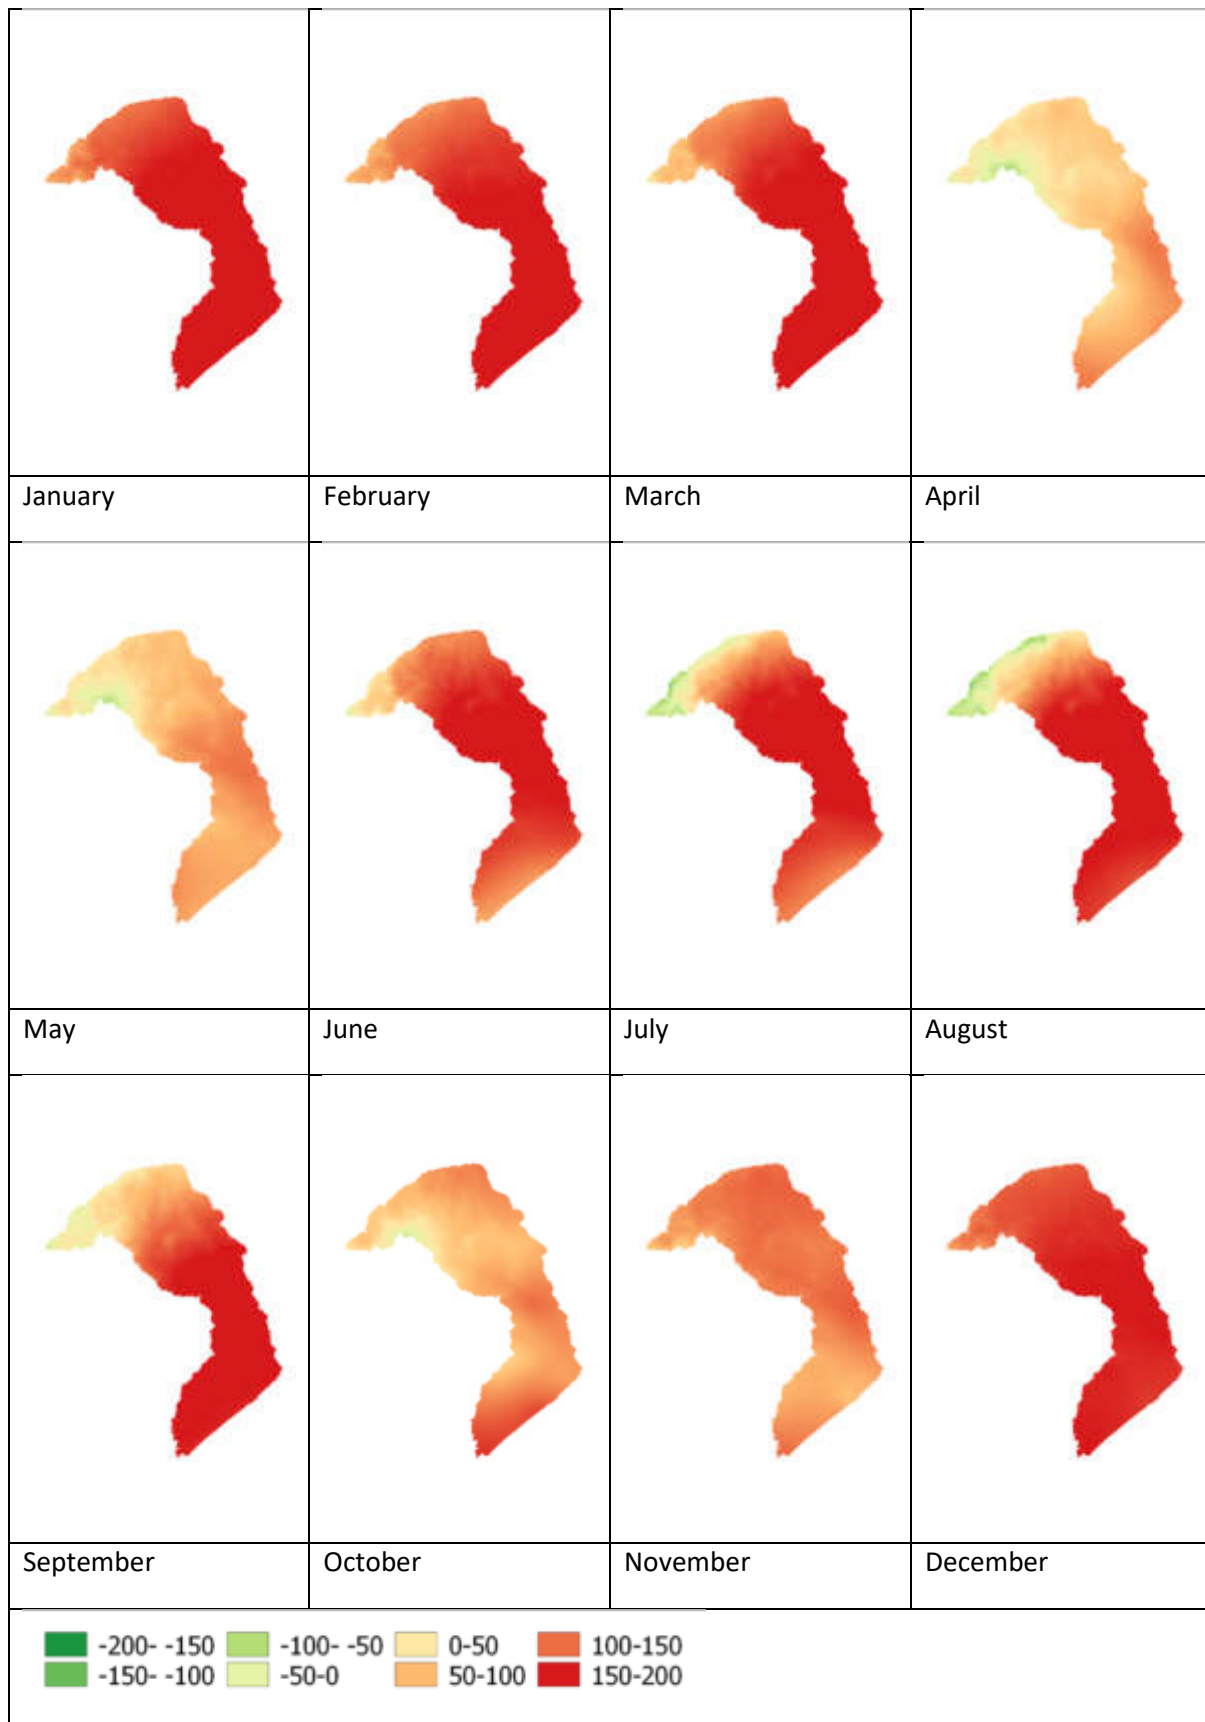 January February March April
May June July August
September October November December
-200- -150 -100- -50 0-50 100-150
-150- -100 -50-0 50-100 150-200